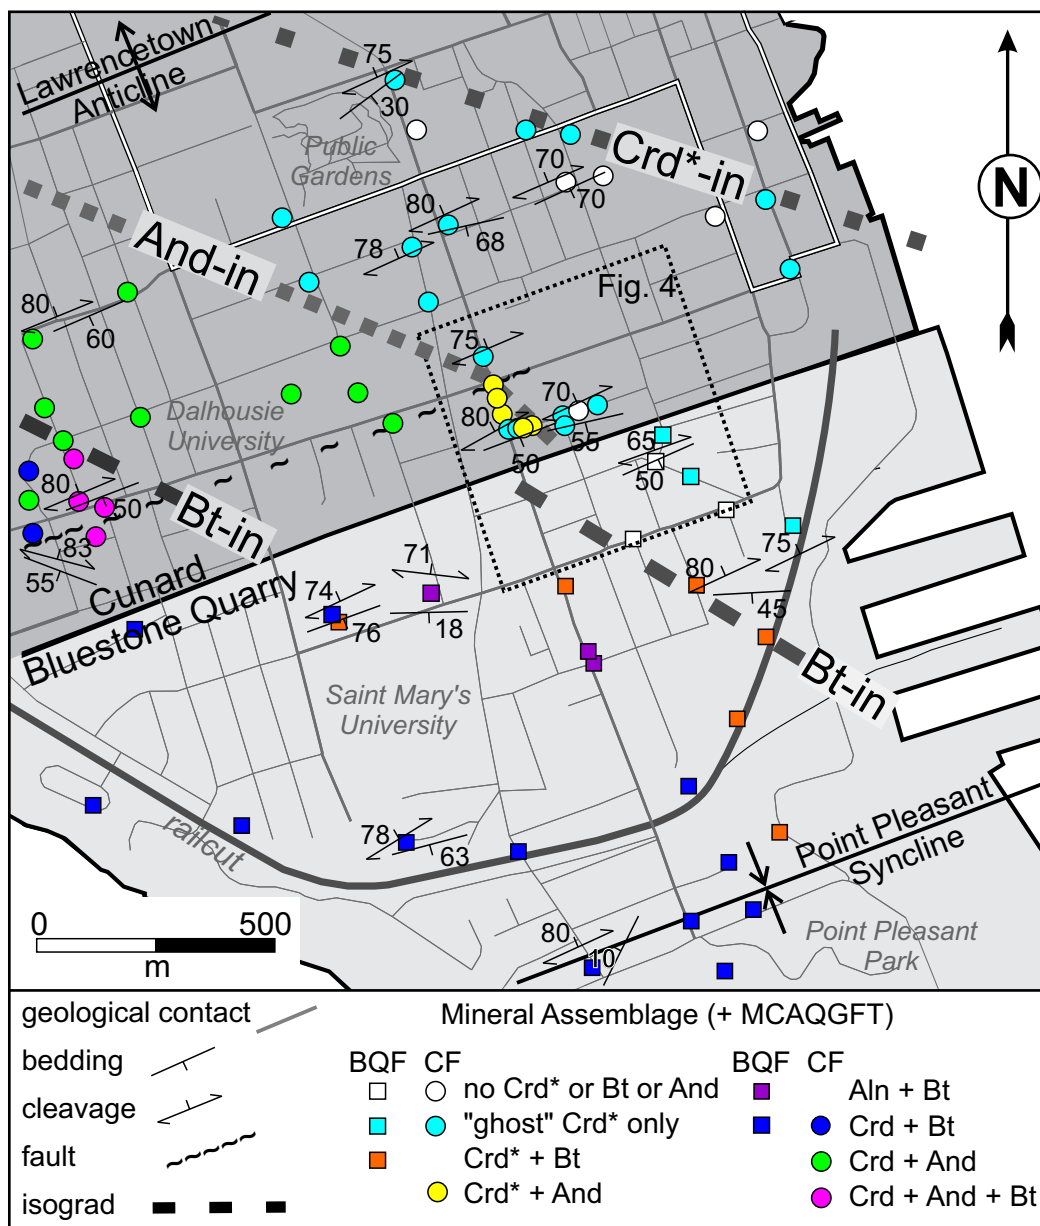 Lawrencetown
Anticline
75
30
Public
Gardens
Crd*-in
N
70
70
80
68
78
And-in
Fig. 4
80
60
75
70
80
55
50
65
50
Dalhousie
University
80
50
83
55
Bt-in
Cunard
Bluestone Quarry
71
74
76
18
75
80
45
Bt-in
Saint Mary's
University
railcut
78
63
Point Pleasant
Syncline
0 500
m
80
10
Point Pleasant
Park
geological contact
bedding
cleavage
fault
isograd
Mineral Assemblage (+ MCAQGFT)
BQF CF
no Crd* or Bt or And
"ghost" Crd* only
Crd* + Bt
Crd* + And
BQF CF
Aln + Bt
Crd + Bt
Crd + And
Crd + And + Bt